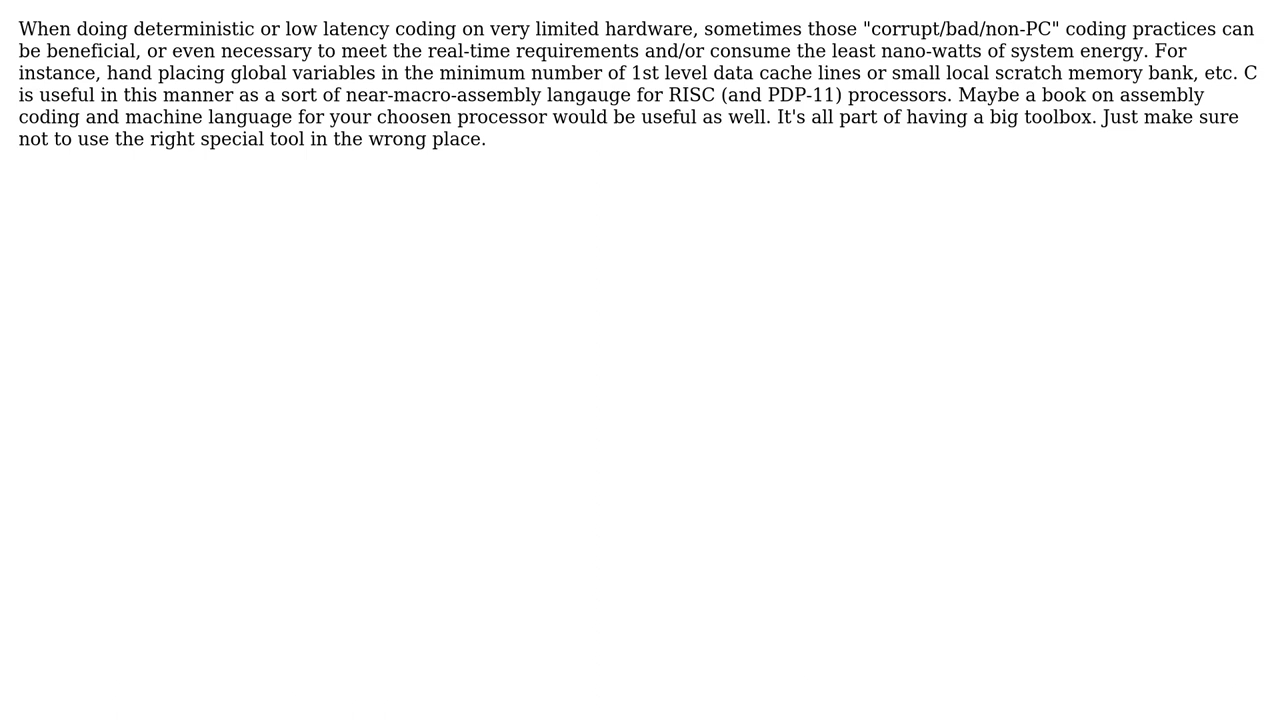 When doing deterministic or low latency coding on very limited hardware, sometimes those "corrupt/bad/non-PC" coding practices can
be beneficial, or even necessary to meet the real-time requirements and/or consume the least nano-watts of system energy. For
instance, hand placing global variables in the minimum number of 1st level data cache lines or small local scratch memory bank, etc. C
is useful in this manner as a sort of near-macro-assembly langauge for RISC (and PDP-11) processors. Maybe a book on assembly
coding and machine language for your choosen processor would be useful as well. It's all part of having a big toolbox. Just make sure
not to use the right special tool in the wrong place.